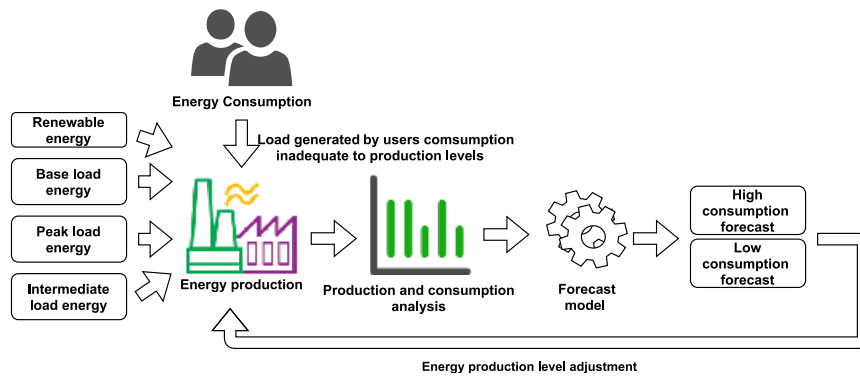 Energy Consumption
Renewable
energy
Load generated by users comsumption
inadequate to production levels
Base load
energy
Peak load
energy
Intermediate
load energy
Energy production
Production and consumption
analysis
Forecast
model
High
consumption
forecast
Low
consumption
forecast
Energy production level adjustment